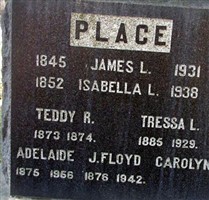 PLACE
1845 JAMES L. 1931
1852 ISABELLA L. 1938
TEDDY R. TRESSA L.
1873 1874. 1885 1929.
ADELAIDE J.FLOYD CAROLYN
1875 1956 1876 1942.